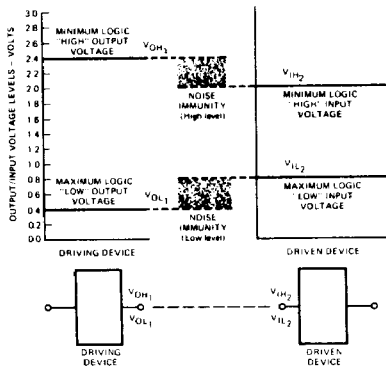 OUTPUT/INPUT VOLTAGE LEVELS – VOLTS
3.0
2.8
2.6
2.4
2.2
2.0
1.8
1.6
1.4
1.2
1.0
0.8
0.6
0.4
0.2
0.0
MINIMUM LOGIC
"HIGH" OUTPUT
VOLTAGE
VOH1
NOISE
IMMUNITY
(High level)
VIH2
MINIMUM LOGIC
"HIGH" INPUT
VOLTAGE
MAXIMUM LOGIC
"LOW" OUTPUT
VOLTAGE
VOL1
NOISE
IMMUNITY
(Low level)
VIL2
MAXIMUM LOGIC
"LOW" INPUT
VOLTAGE
DRIVING DEVICE
DRIVEN DEVICE
VOH1
VOL1
VIH2
VIL2
DRIVING
DEVICE
DRIVEN
DEVICE